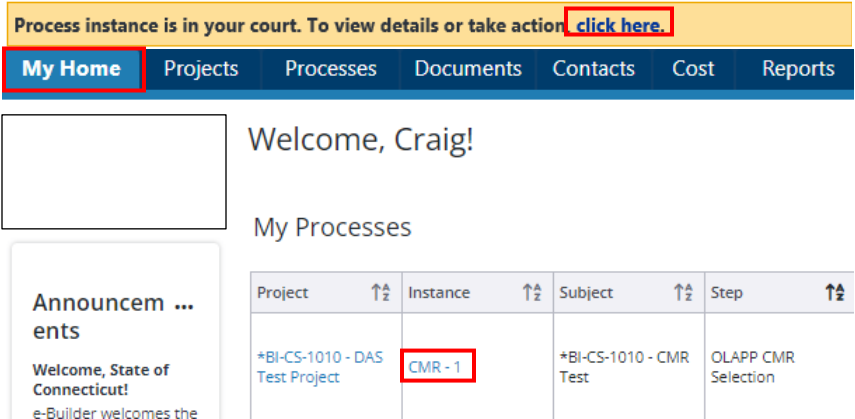 Process instance is in your court. To view details or take action, click here.
My Home Projects Processes Documents Contacts Cost Reports
Welcome, Craig!
My Processes
Announcem ...
ents
Welcome, State of
Connecticut!
e-Builder welcomes the
Project Instance Subject Step
*BI-CS-1010 - DAS
Test Project
CMR - 1
*BI-CS-1010 - CMR
Test
OLAPP CMR
Selection